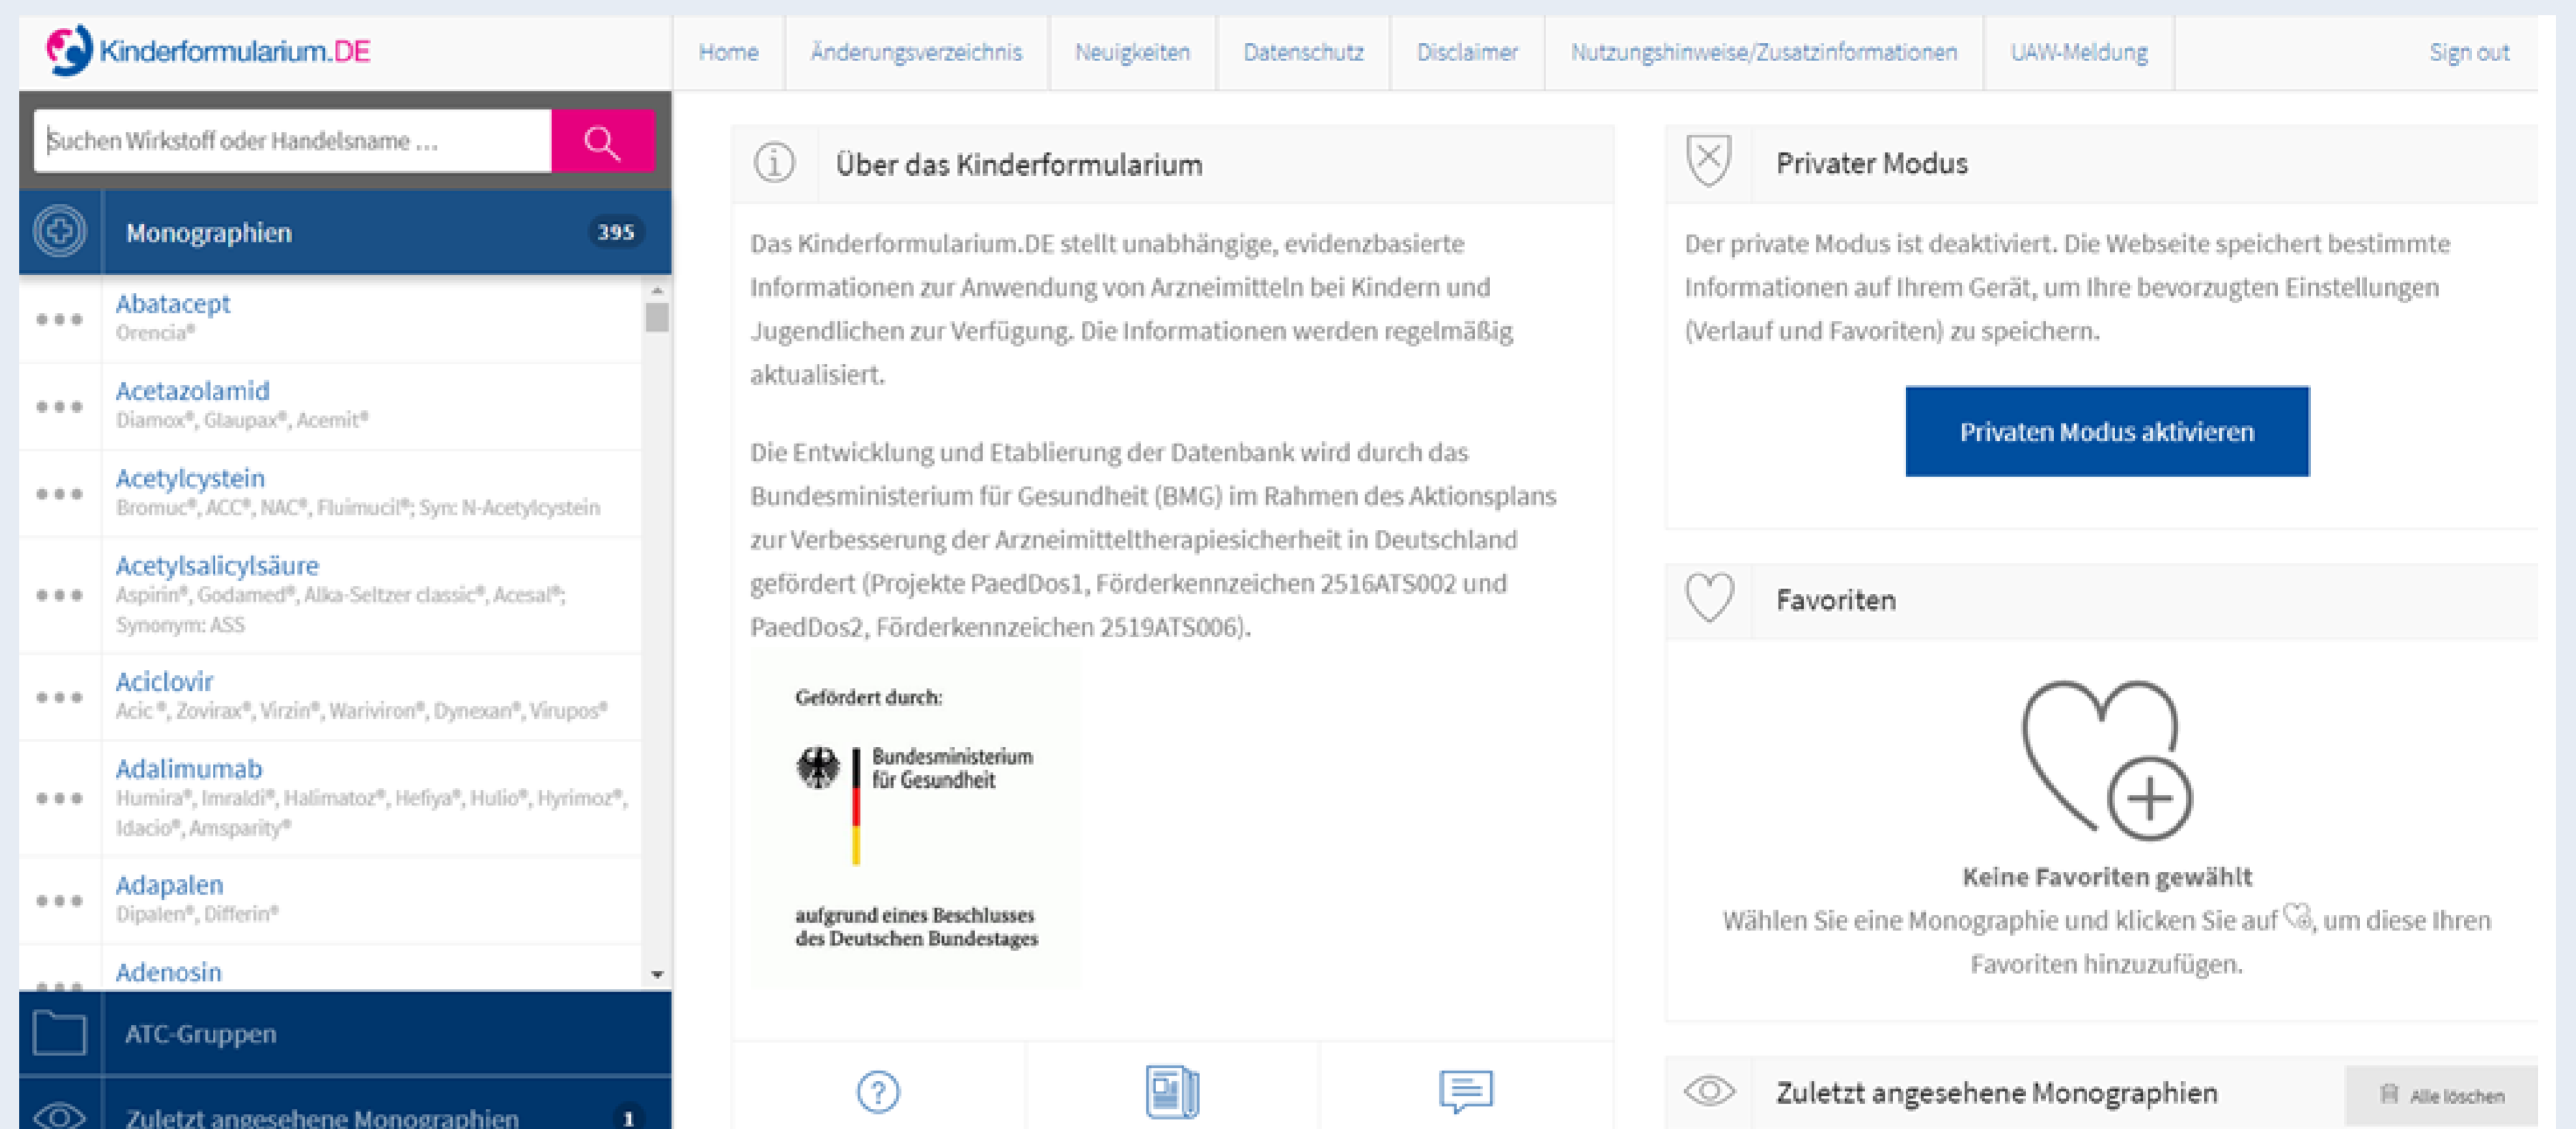 Kinderformularium.DE
Home
Änderungsverzeichnis
Neuigkeiten
Datenschutz
Disclaimer
Nutzungshinweise/Zusatzinformationen
UAW-Meldung
Sign out
Suchen Wirkstoff oder Handelsname ...
Monographien
395
Abatacept
Orencia®
Acetazolamid
Diamox®, Glaupax®, Acemit®
Acetylcystein
Bromuc®, ACC®, NAC®, Fluimucil®; Syn: N-Acetylcystein
Acetylsalicylsäure
Aspirin®, Godamed®, Alka-Seltzer classic®, Acesal®;
Synonym: ASS
Aciclovir
Acic ®, Zovirax®, Virzin®, Wariviron®, Dynexan®, Virupos®
Adalimumab
Humira®, Imraldi®, Halimatoz®, Hefiya®, Hulio®, Hyrimoz®,
Idacio®, Amsparity®
Adapalen
Dipalen®, Differin®
Adenosin
ATC-Gruppen
Zuletzt angesehene Monographien
1
Über das Kinderformularium
Das Kinderformularium.DE stellt unabhängige, evidenzbasierte
Informationen zur Anwendung von Arzneimitteln bei Kindern und
Jugendlichen zur Verfügung. Die Informationen werden regelmäßig
aktualisiert.
Die Entwicklung und Etablierung der Datenbank wird durch das
Bundesministerium für Gesundheit (BMG) im Rahmen des Aktionsplans
zur Verbesserung der Arzneimitteltherapiesicherheit in Deutschland
gefördert (Projekte PaedDos1, Förderkennzeichen 2516ATS002 und
PaedDos2, Förderkennzeichen 2519ATS006).
Gefördert durch:
Bundesministerium
für Gesundheit
aufgrund eines Beschlusses
des Deutschen Bundestages
Privater Modus
Der private Modus ist deaktiviert. Die Webseite speichert bestimmte
Informationen auf Ihrem Gerät, um Ihre bevorzugten Einstellungen
(Verlauf und Favoriten) zu speichern.
Privaten Modus aktivieren
Favoriten
Keine Favoriten gewählt
Wählen Sie eine Monographie und klicken Sie auf , um diese Ihren
Favoriten hinzuzufügen.
Zuletzt angesehene Monographien
Alle löschen